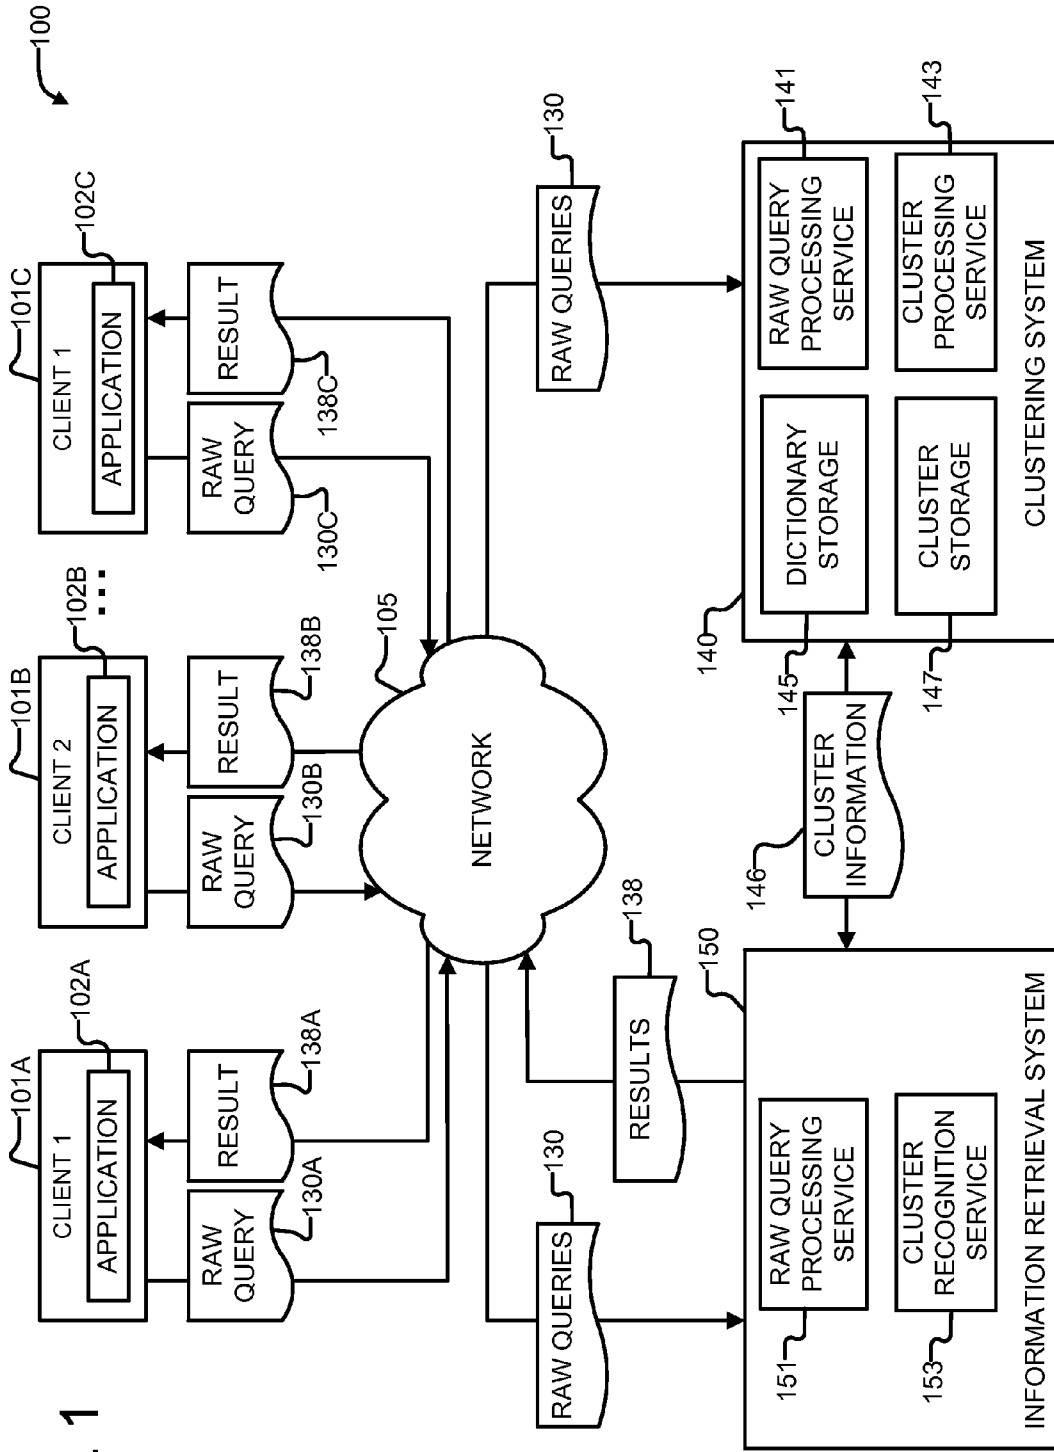 . 1
100
101A
CLIENT 1
APPLICATION
102A
101B
CLIENT 2
APPLICATION
102B
...
101C
CLIENT 1
APPLICATION
102C
RAW
QUERY
130A
RESULT
138A
RAW
QUERY
130B
RESULT
138B
RAW
QUERY
130C
RESULT
138C
NETWORK
105
RAW QUERIES
130
RESULTS
138
RAW QUERIES
130
150
151
RAW QUERY
PROCESSING
SERVICE
153
CLUSTER
RECOGNITION
SERVICE
INFORMATION RETRIEVAL SYSTEM
146
CLUSTER
INFORMATION
140
145
DICTIONARY
STORAGE
147
CLUSTER
STORAGE
RAW QUERY
PROCESSING
SERVICE
141
CLUSTER
PROCESSING
SERVICE
143
CLUSTERING SYSTEM